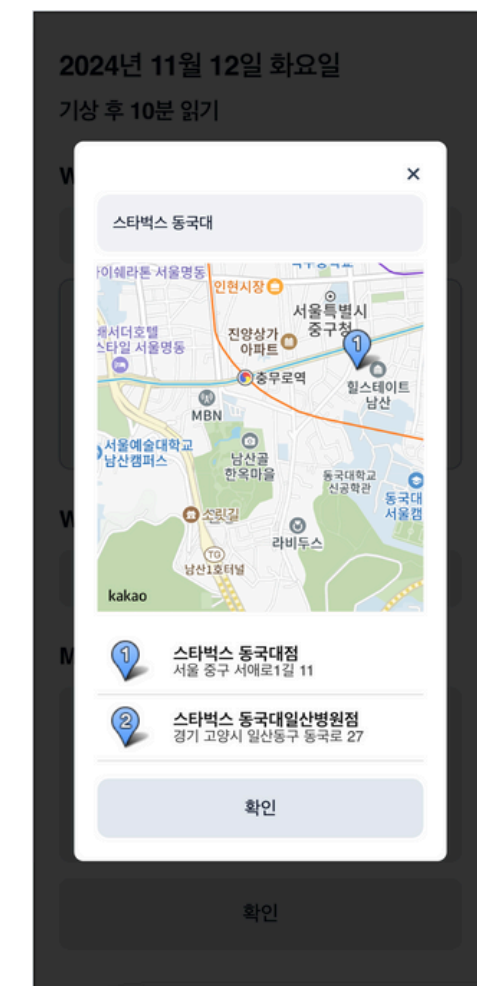 2024년 11월 12일 화요일
기상 후 10분 읽기
W
×
스타벅스 동국대
아이쉐라톤 서울명동
인현시장
서울특별시
중구청
진양상가
아파트
1
스타일 서울명동
충무로역
힐스테이트
남산
MBN
서울예술대학교
남산캠퍼스
남산골
한옥마을
동국대학교
신공학관
동국대
서울캠
소릿길
라비두스
TG
남산1호터널
kakao
W
M
1
스타벅스 동국대점
서울 중구 서애로1길 11
2
스타벅스 동국대일산병원점
경기 고양시 일산동구 동국로 27
확인
확인